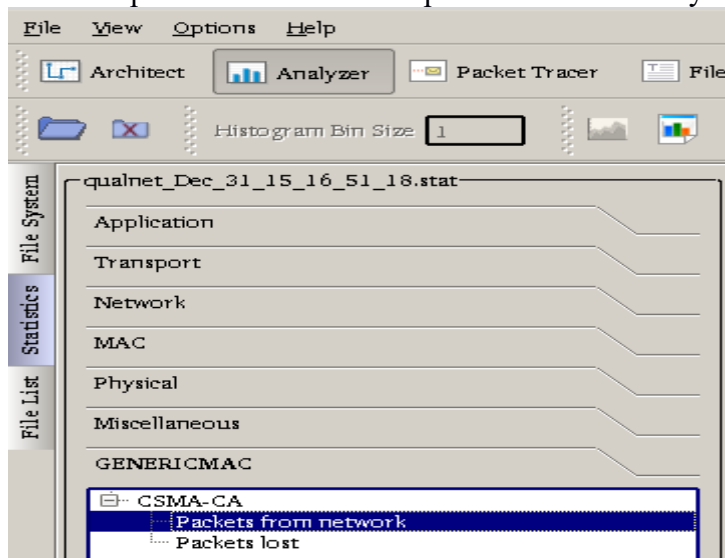 File View Options Help
Architect Analyzer Packet Tracer File
Histogram Bin Size 1
File System
Statistics
File List
qualnet_Dec_31_15_16_51_18.stat
Application
Transport
Network
MAC
Physical
Miscellaneous
GENERICMAC
CSMA-CA
Packets from network
Packets lost